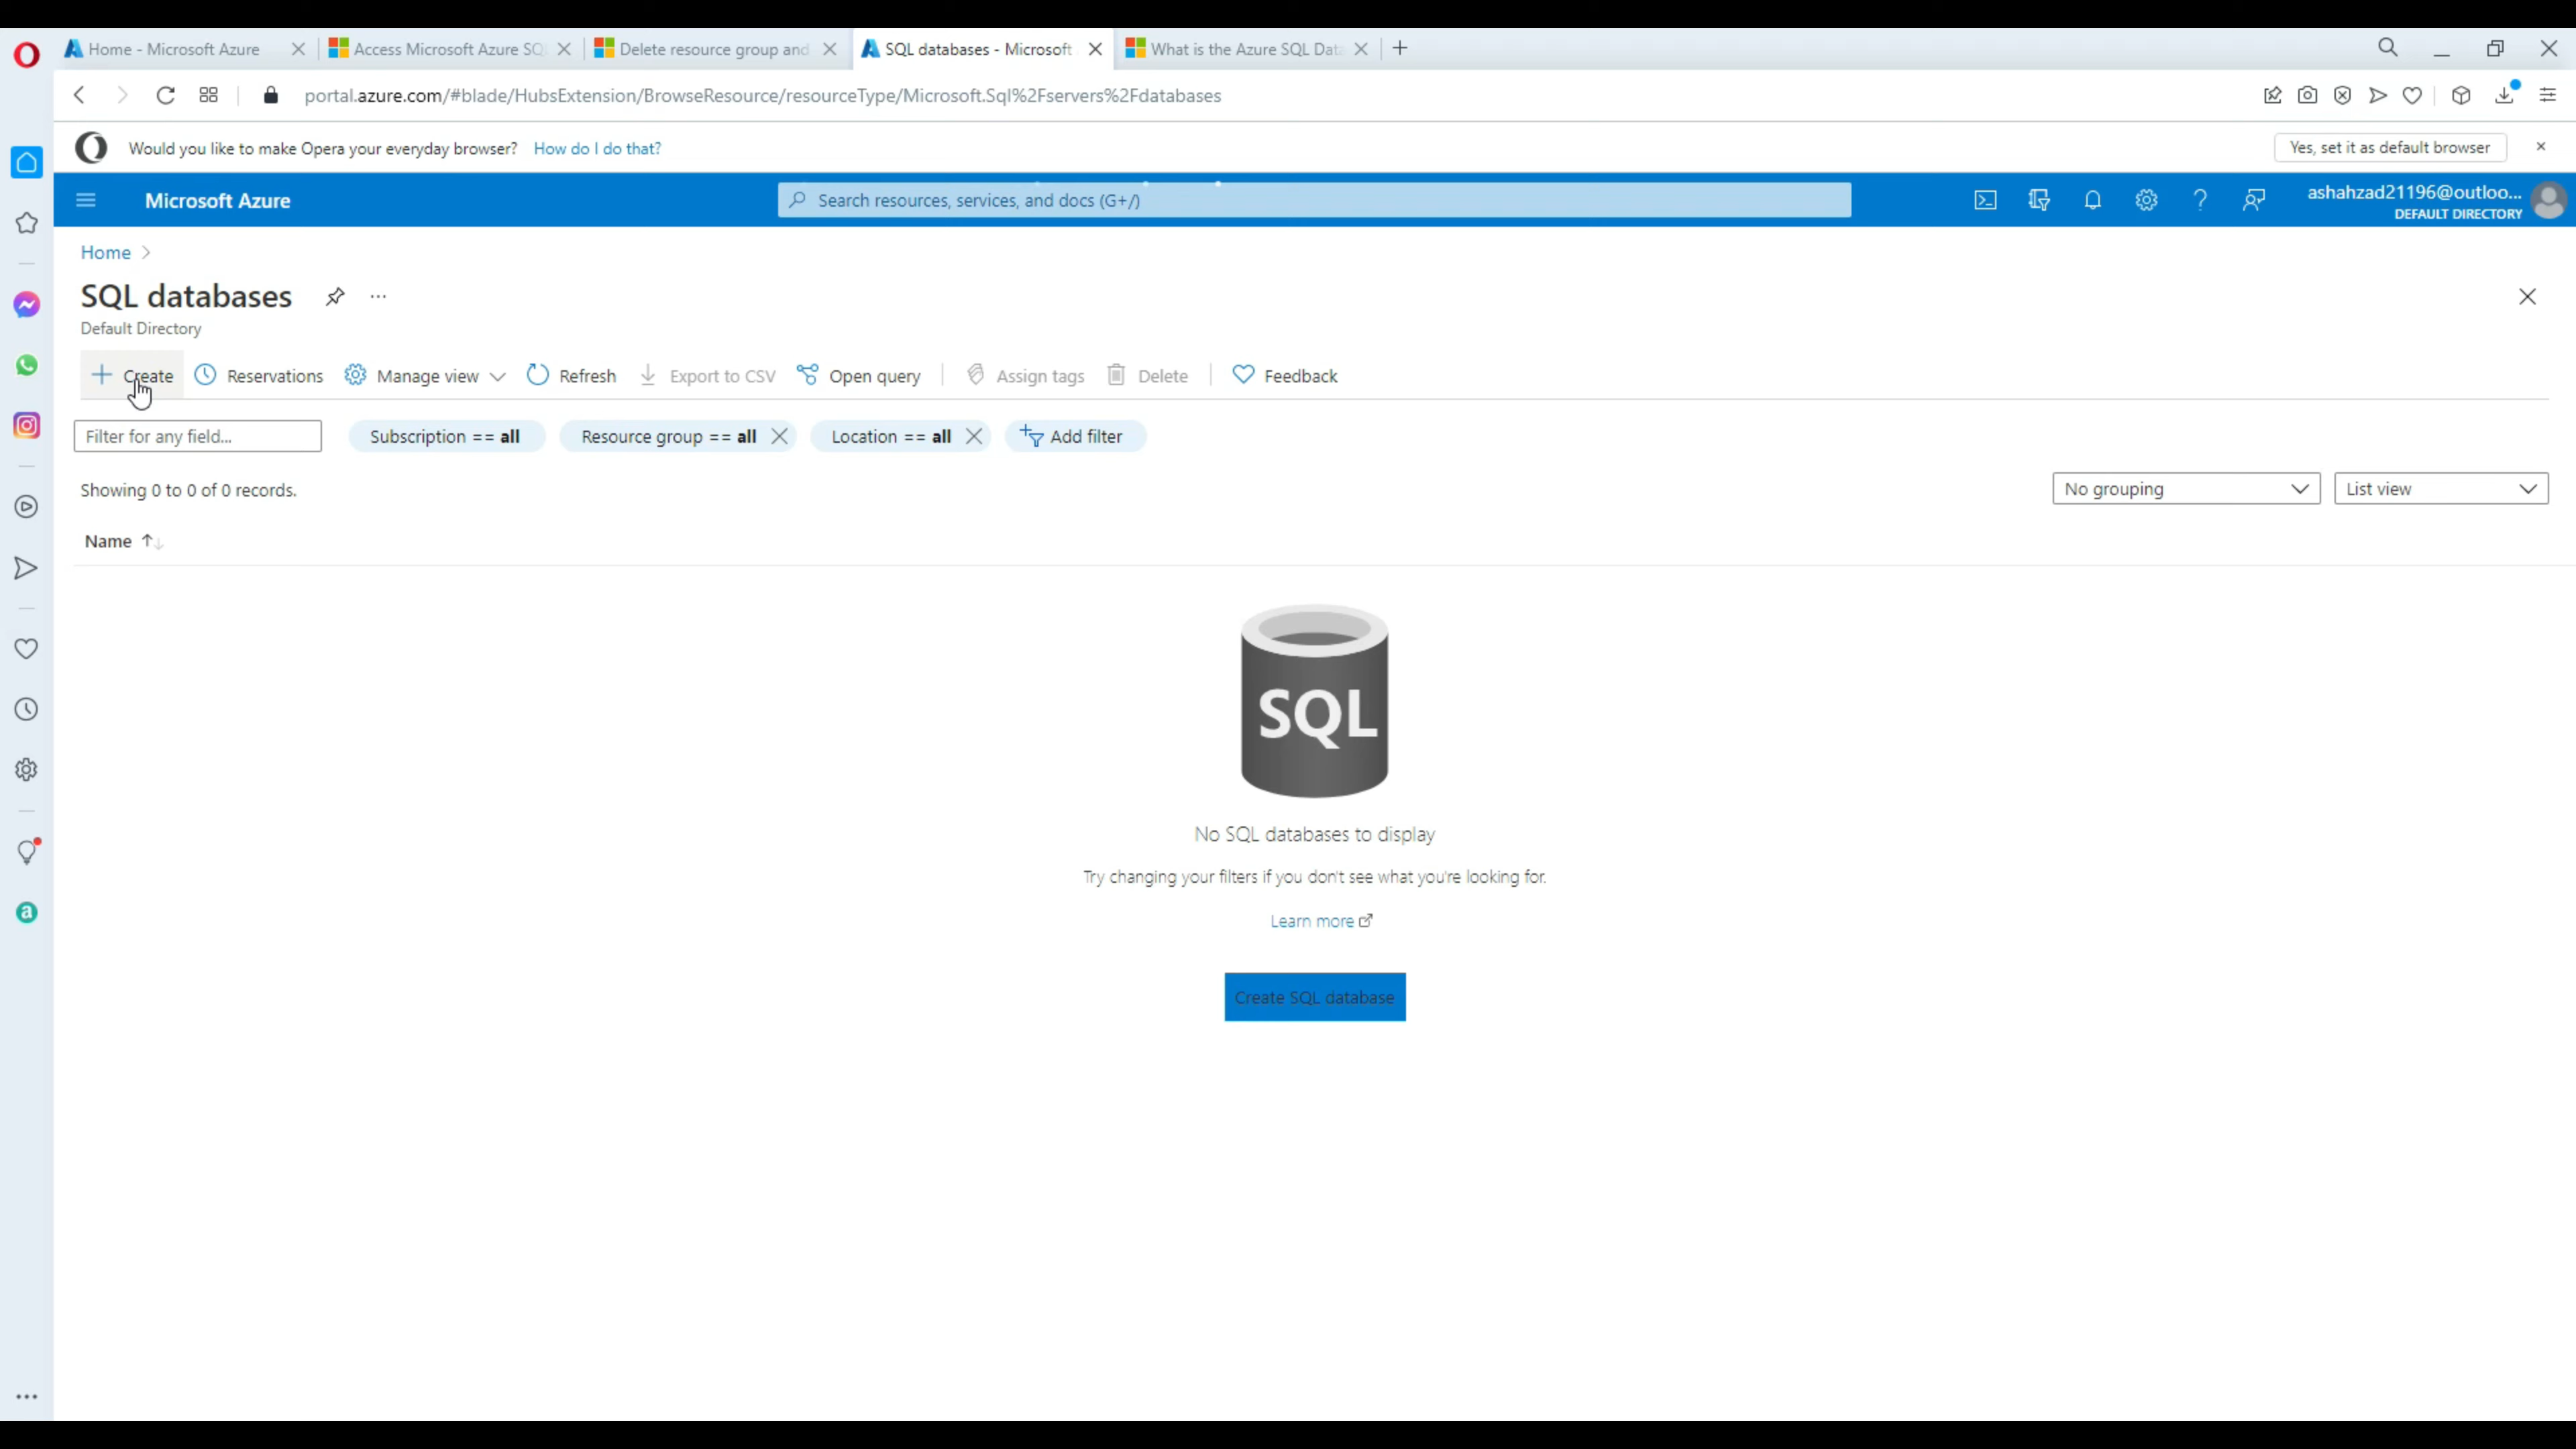 Home - Microsoft Azure
Access Microsoft Azure SQ
Delete resource group and
SQL databases - Microsoft
What is the Azure SQL Dat
portal.azure.com/#blade/HubsExtension/BrowseResource/resourceType/Microsoft.Sql%2Fservers%2Fdatabases
Would you like to make Opera your everyday browser? How do I do that?
Yes, set it as default browser
Microsoft Azure
Search resources, services, and docs (G+/)
ashahzad21196@outloo...
DEFAULT DIRECTORY
Home
SQL databases
Default Directory
Create Reservations Manage view Refresh Export to CSV Open query Assign tags Delete Feedback
Filter for any field... Subscription == all Resource group == all Location == all Add filter
Showing 0 to 0 of 0 records.
No grouping
List view
Name
SQL
No SQL databases to display
Try changing your filters if you don't see what you're looking for.
Learn more
Create SQL database